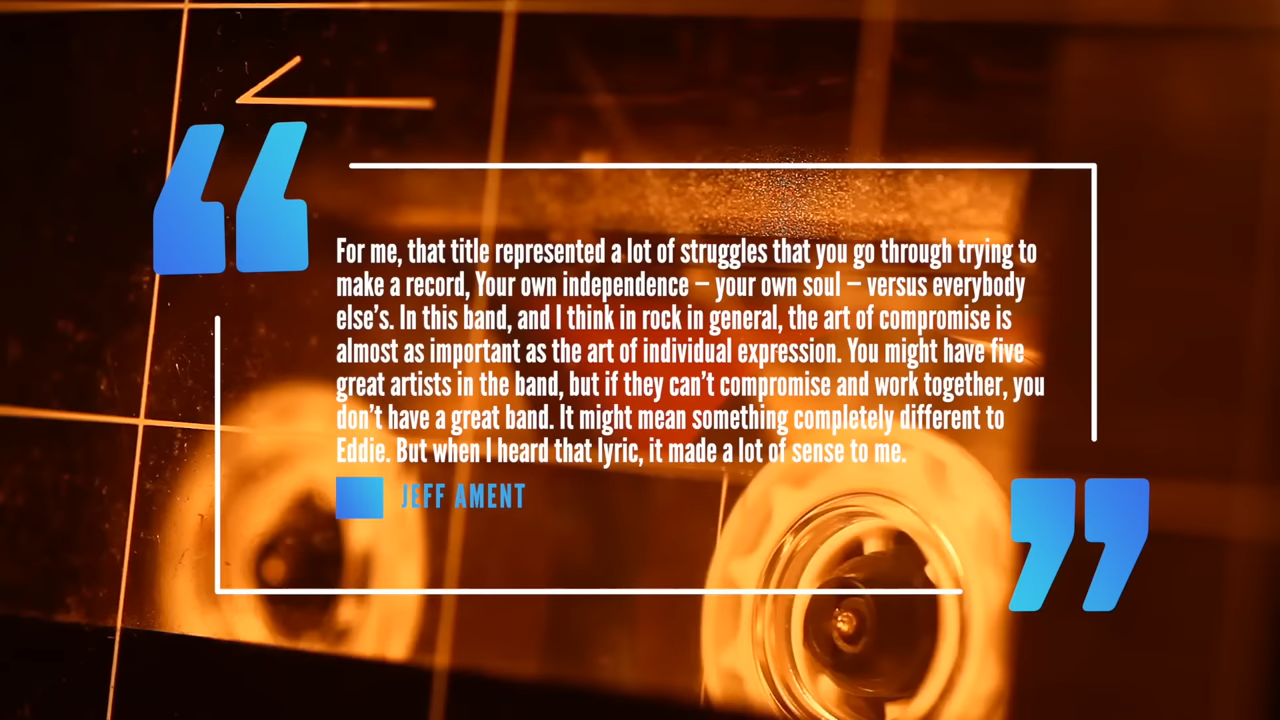 For me, that title represented a lot of struggles that you go through trying to
make a record, Your own independence – your own soul – versus everybody
else's. In this band, and I think in rock in general, the art of compromise is
almost as important as the art of individual expression. You might have five
great artists in the band, but if they can't compromise and work together, you
don't have a great band. It might mean something completely different to
Eddie. But when I heard that lyric, it made a lot of sense to me.
JEFF AMENT